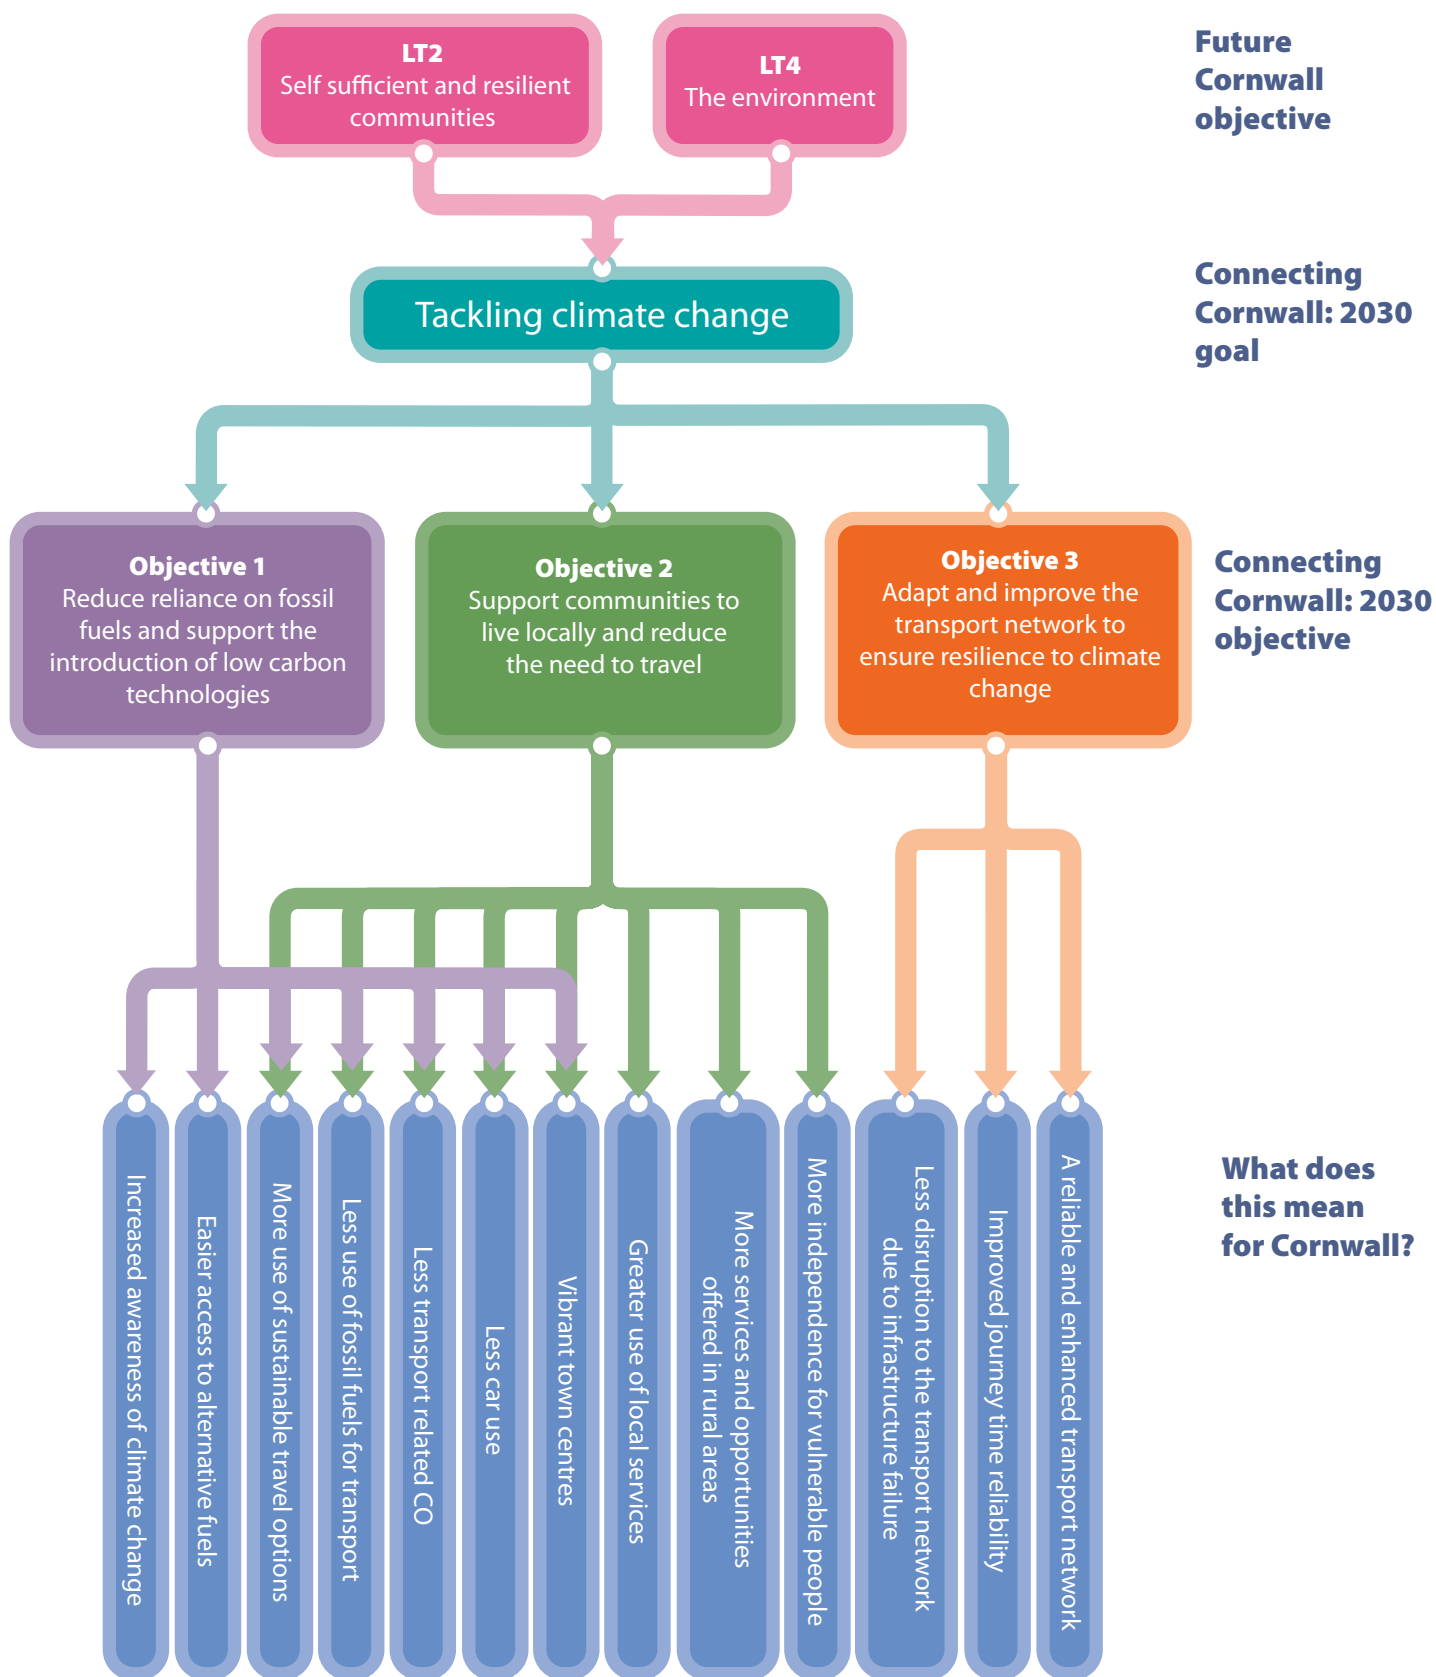 LT2
Self sufficient and resilient
communities
LT4
The environment
Future
Cornwall
objective
Tackling climate change
Connecting
Cornwall: 2030
goal
Objective 1
Reduce reliance on fossil
fuels and support the
introduction of low carbon
technologies
Objective 2
Support communities to
live locally and reduce
the need to travel
Objective 3
Adapt and improve the
transport network to
ensure resilience to climate
change
Connecting
Cornwall: 2030
objective
Increased awareness of climate change
Easier access to alternative fuels
More use of sustainable travel options
Less use of fossil fuels for transport
Less transport related CO
Less car use
Vibrant town centres
Greater use of local services
More services and opportunities
offered in rural areas
More independence for vulnerable people
Less disruption to the transport network
due to infrastructure failure
Improved journey time reliability
A reliable and enhanced transport network
What does
this mean
for Cornwall?